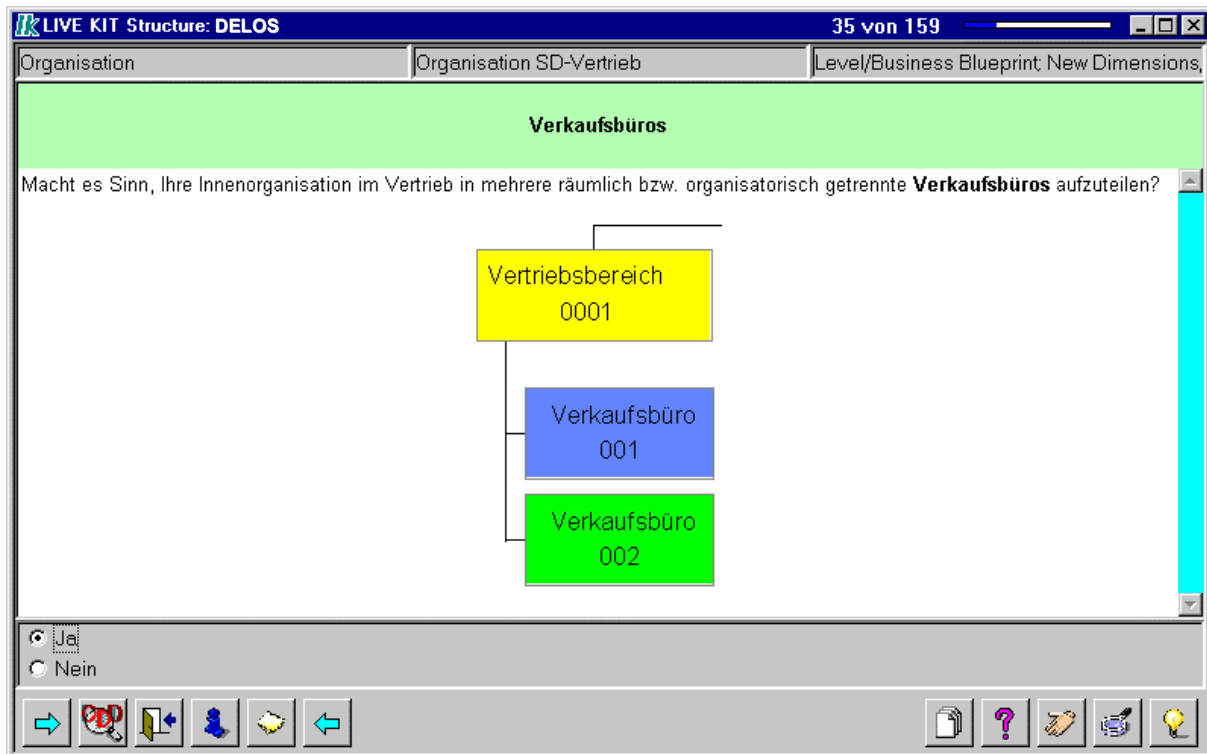 LIVE KIT Structure: DELOS 35 von 159
Organisation Organisation SD-Vertrieb Level/Business Blueprint; New Dimensions,
Verkaufsbüros
Macht es Sinn, Ihre Innenorganisation im Vertrieb in mehrere räumlich bzw. organisatorisch getrennte Verkaufsbüros aufzuteilen?
Vertriebsbereich
0001
Verkaufsbüro
001
Verkaufsbüro
002
Ja
Nein